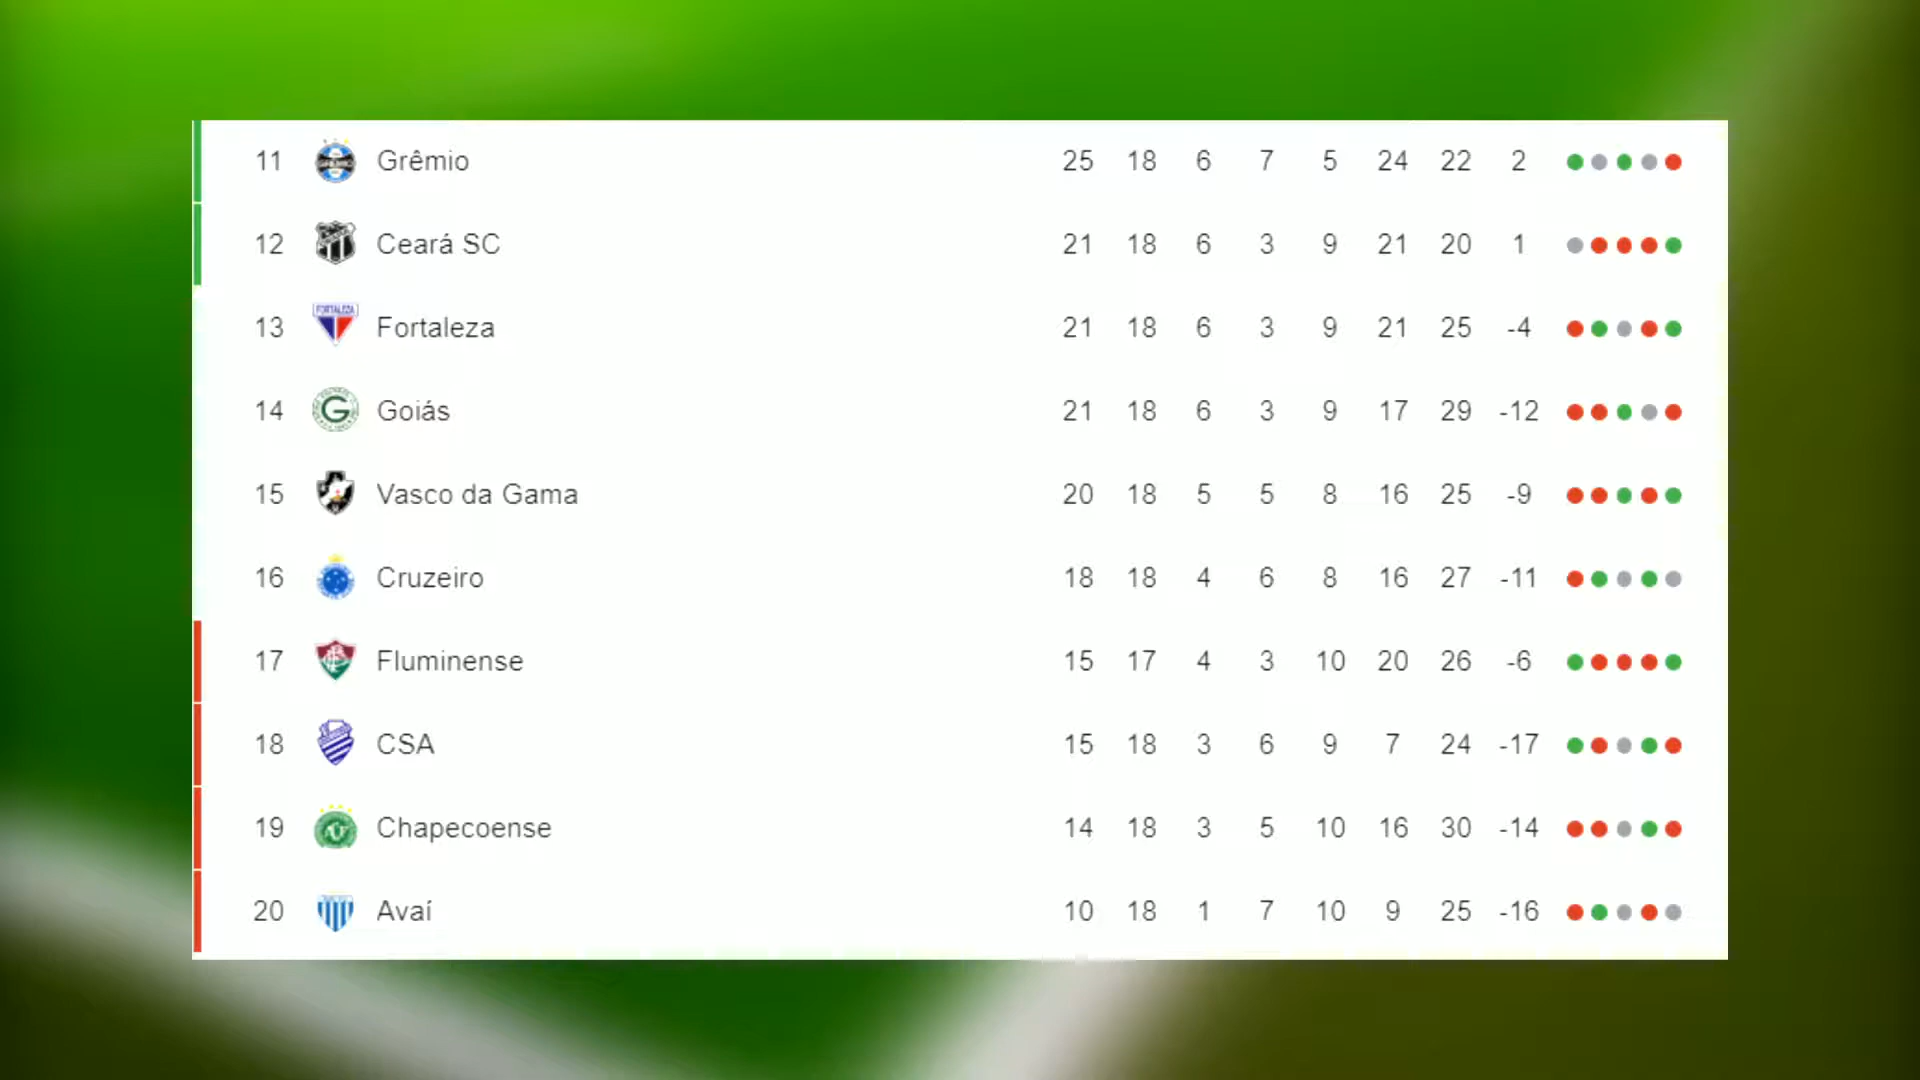 11 Grêmio 25 18 6 7 5 24 22 2
12 Ceará SC 21 18 6 3 9 21 20 1
FORTALEZA
13 Fortaleza 21 18 6 3 9 21 25 -4
14 Goiás 21 18 6 3 9 17 29 -12
15 Vasco da Gama 20 18 5 5 8 16 25 -9
16 Cruzeiro 18 18 4 6 8 16 27 -11
17 Fluminense 15 17 4 3 10 20 26 -6
18 CSA 15 18 3 6 9 7 24 -17
19 Chapecoense 14 18 3 5 10 16 30 -14
20 Avaí 10 18 1 7 10 9 25 -16